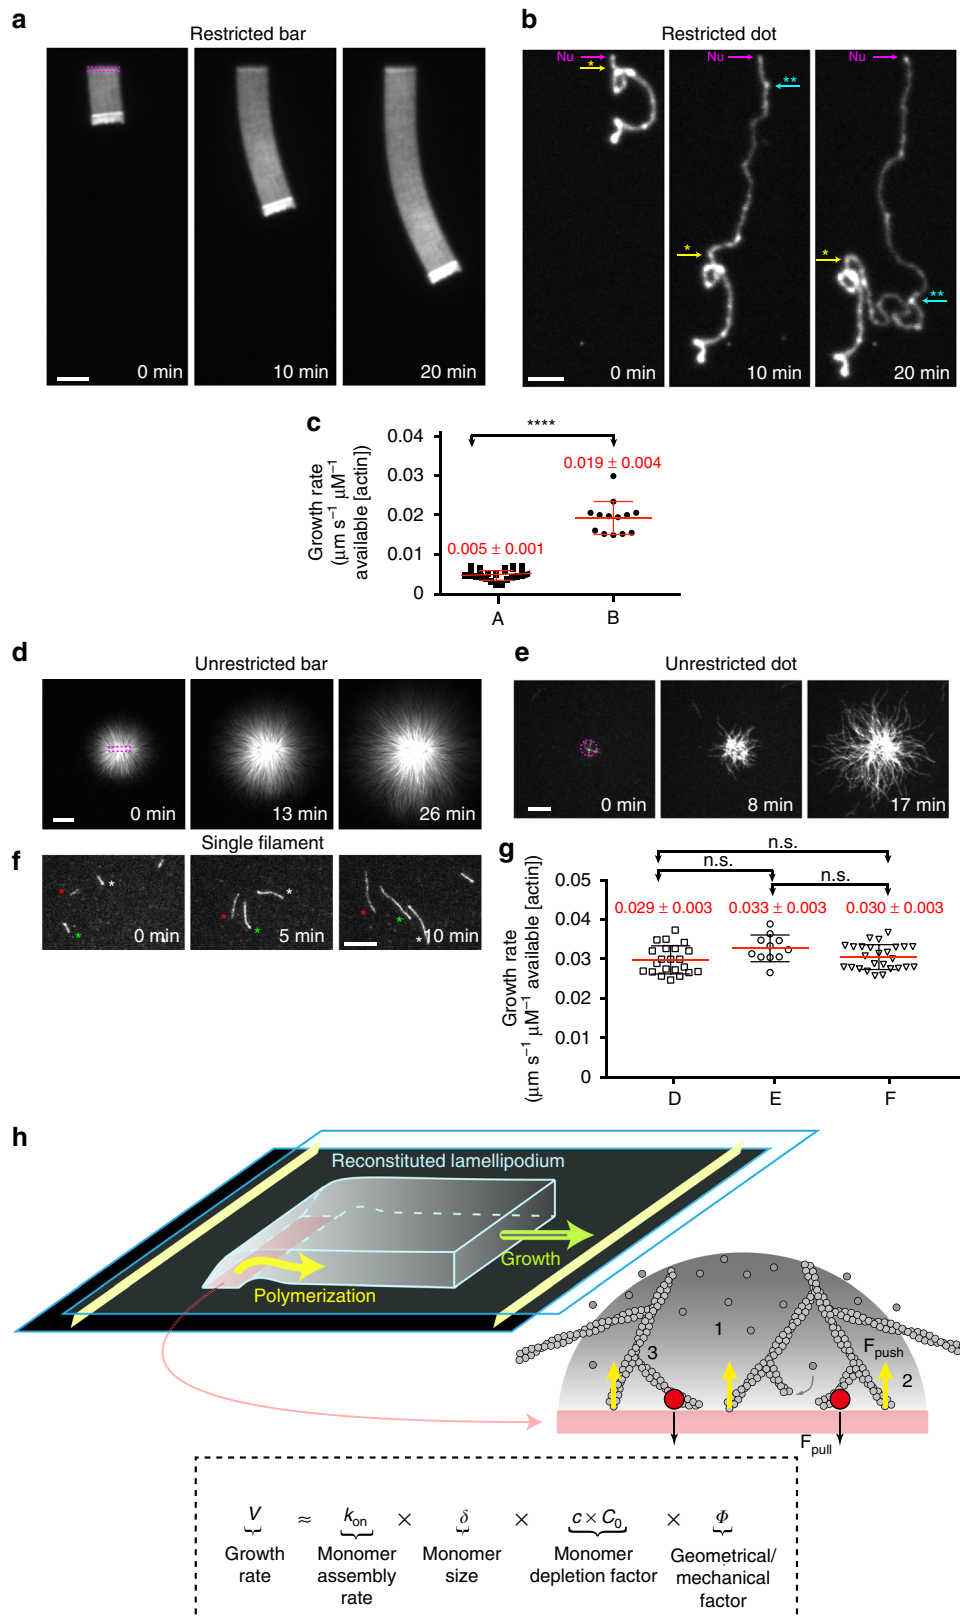 a
Restricted bar
0 min
10 min
20 min
b
Restricted dot
Nu
*
0 min
Nu
**
*
10 min
Nu
*
**
20 min
c
Growth rate
(μm s⁻¹ μM⁻¹
available [actin])
0.04
0.03
0.02
0.01
0
****
0.005 ± 0.001
0.019 ± 0.004
A
B
d
Unrestricted bar
0 min
13 min
26 min
e
Unrestricted dot
0 min
8 min
17 min
f
Single filament
*
*
*
0 min
*
*
*
5 min
*
*
*
10 min
g
Growth rate
(μm s⁻¹ μM⁻¹ available [actin])
0.05
0.04
0.03
0.02
0.01
0
n.s.
n.s.
n.s.
0.029 ± 0.003
0.033 ± 0.003
0.030 ± 0.003
D
E
F
h
Reconstituted lamellipodium
Growth
Polymerization
1
3
F_push
2
F_pull
V ≈ k_on × δ × c × C₀ × Φ
Growth rate
Monomer assembly rate
Monomer size
Monomer depletion factor
Geometrical/ mechanical factor